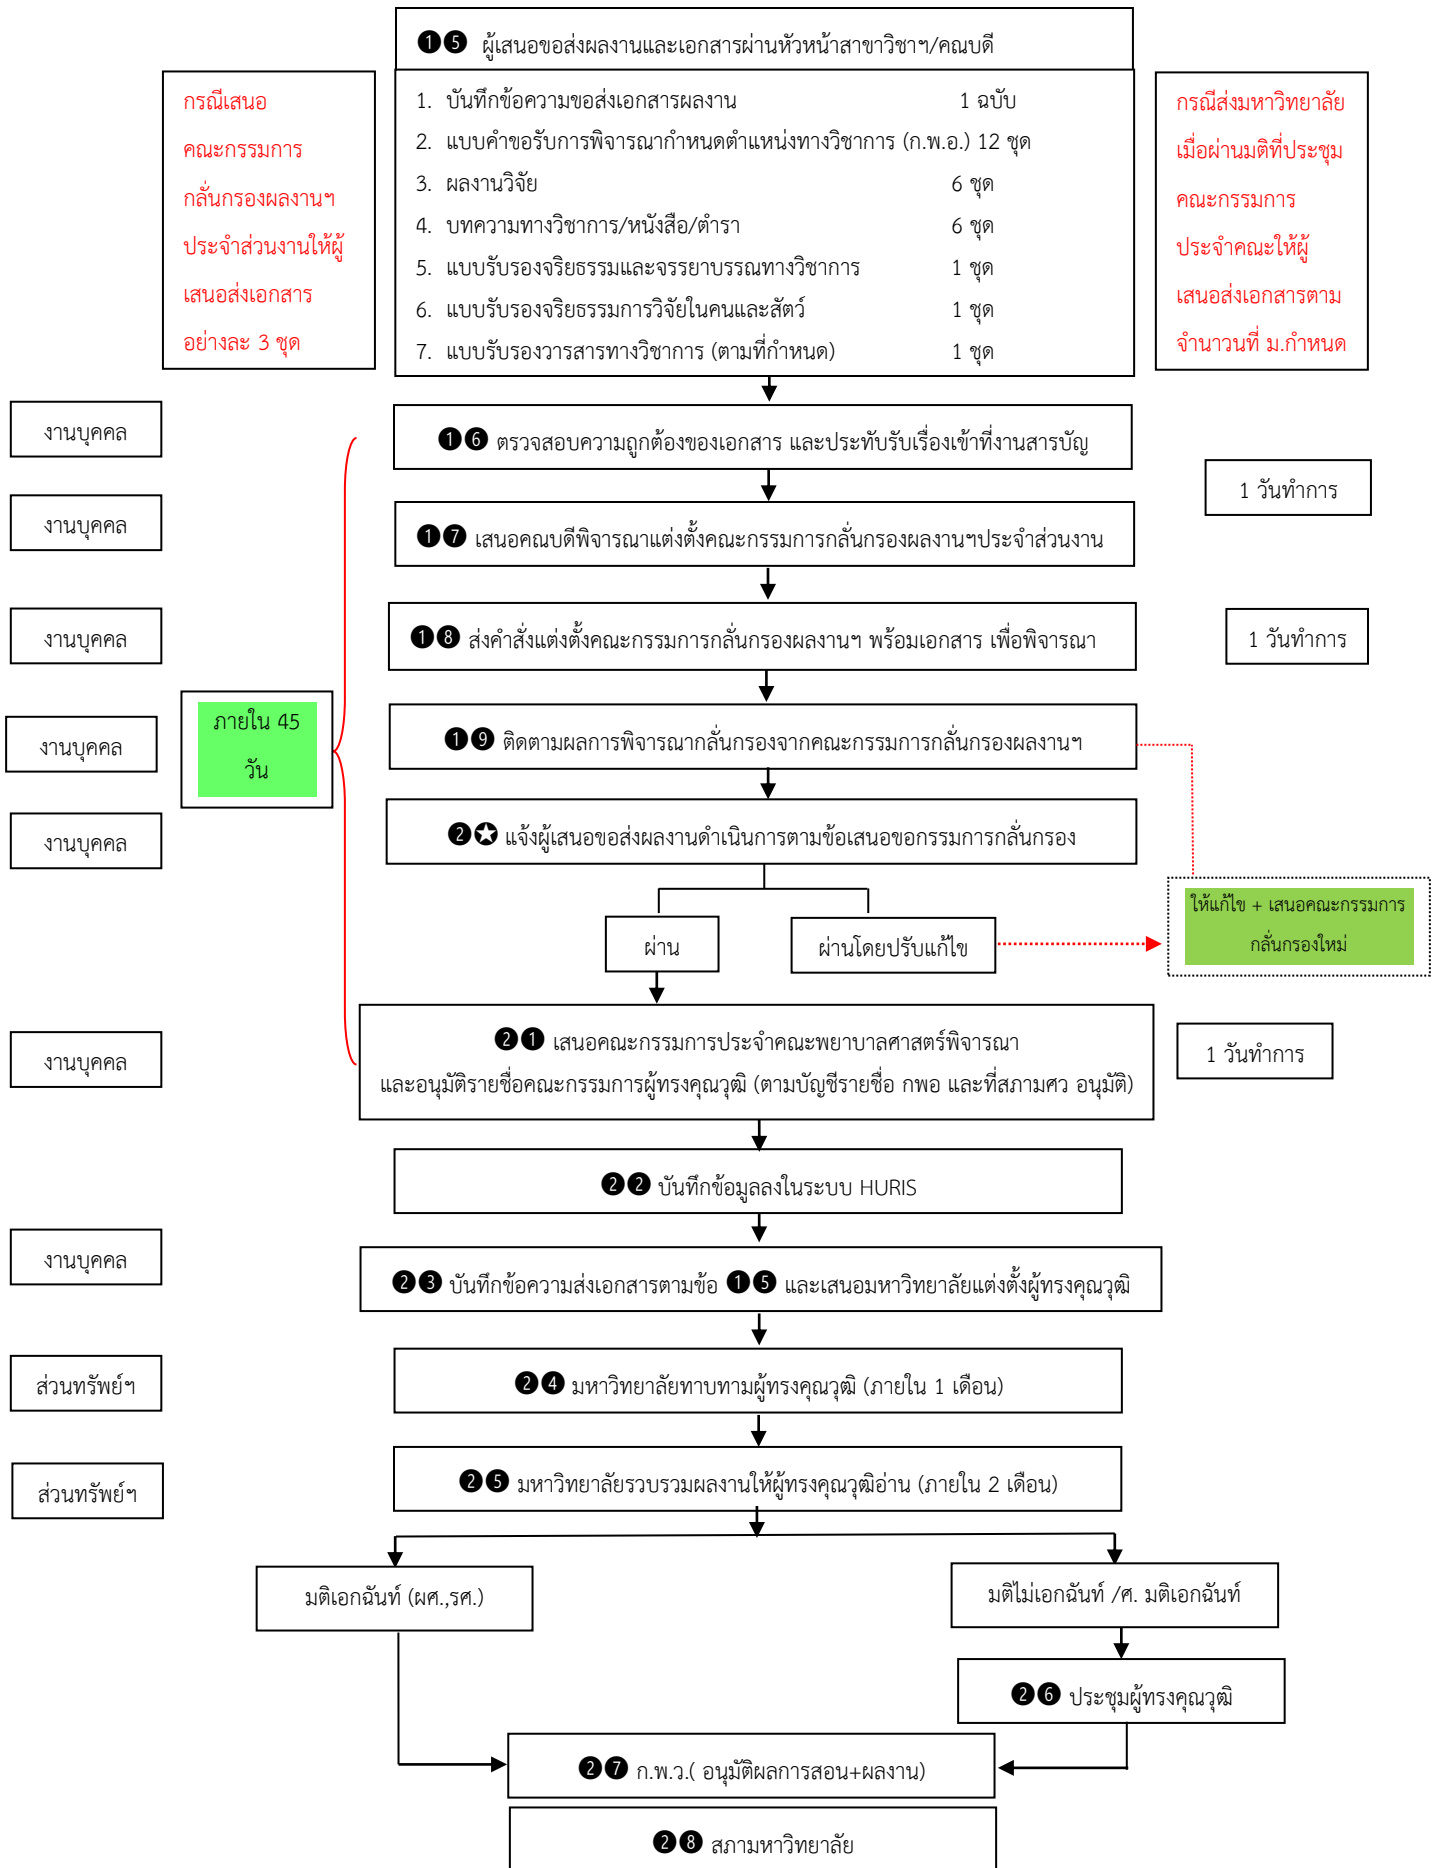 ❶❺ ผู้เสนอขอส่งผลงานและเอกสารผ่านหัวหน้าสาขาวิชาฯ/คณบดี
กรณีเสนอ
คณะกรรมการ
กลั่นกรองผลงานฯ
ประจำส่วนงานให้ผู้
เสนอส่งเอกสาร
อย่างละ 3 ชุด
1. บันทึกข้อความขอส่งเอกสารผลงาน 1 ฉบับ
2. แบบคำขอรับการพิจารณากำหนดตำแหน่งทางวิชาการ (ก.พ.อ.) 12 ชุด
3. ผลงานวิจัย 6 ชุด
4. บทความทางวิชาการ/หนังสือ/ตำรา 6 ชุด
5. แบบรับรองจริยธรรมและจรรยาบรรณทางวิชาการ 1 ชุด
6. แบบรับรองจริยธรรมการวิจัยในคนและสัตว์ 1 ชุด
7. แบบรับรองวารสารทางวิชาการ (ตามที่กำหนด) 1 ชุด
กรณีส่งมหาวิทยาลัย
เมื่อผ่านมติที่ประชุม
คณะกรรมการ
ประจำคณะให้ผู้
เสนอส่งเอกสารตาม
จำนาวนที่ ม.กำหนด
งานบุคคล
❶❻ ตรวจสอบความถูกต้องของเอกสาร และประทับรับเรื่องเข้าที่งานสารบัญ
1 วันทำการ
งานบุคคล
❶❼ เสนอคณบดีพิจารณาแต่งตั้งคณะกรรมการกลั่นกรองผลงานฯประจำส่วนงาน
งานบุคคล
❶❽ ส่งคำสั่งแต่งตั้งคณะกรรมการกลั่นกรองผลงานฯ พร้อมเอกสาร เพื่อพิจารณา
1 วันทำการ
ภายใน 45
วัน
งานบุคคล
❶❾ ติดตามผลการพิจารณากลั่นกรองจากคณะกรรมการกลั่นกรองผลงานฯ
งานบุคคล
❷✪ แจ้งผู้เสนอขอส่งผลงานดำเนินการตามข้อเสนอขอกรรมการกลั่นกรอง
ให้แก้ไข + เสนอคณะกรรมการ
กลั่นกรองใหม่
ผ่าน
ผ่านโดยปรับแก้ไข
งานบุคคล
❷❶ เสนอคณะกรรมการประจำคณะพยาบาลศาสตร์พิจารณา
และอนุมัติรายชื่อคณะกรรมการผู้ทรงคุณวุฒิ (ตามบัญชีรายชื่อ กพอ และที่สภามศว อนุมัติ)
1 วันทำการ
❷❷ บันทึกข้อมูลลงในระบบ HURIS
งานบุคคล
❷❸ บันทึกข้อความส่งเอกสารตามข้อ ❶❺ และเสนอมหาวิทยาลัยแต่งตั้งผู้ทรงคุณวุฒิ
ส่วนทรัพย์ฯ
❷❹ มหาวิทยาลัยทาบทามผู้ทรงคุณวุฒิ (ภายใน 1 เดือน)
ส่วนทรัพย์ฯ
❷❺ มหาวิทยาลัยรวบรวมผลงานให้ผู้ทรงคุณวุฒิอ่าน (ภายใน 2 เดือน)
มติเอกฉันท์ (ผศ.,รศ.)
มติไม่เอกฉันท์ /ศ. มติเอกฉันท์
❷❻ ประชุมผู้ทรงคุณวุฒิ
❷❼ ก.พ.ว.( อนุมัติผลการสอน+ผลงาน)
❷❽ สภามหาวิทยาลัย